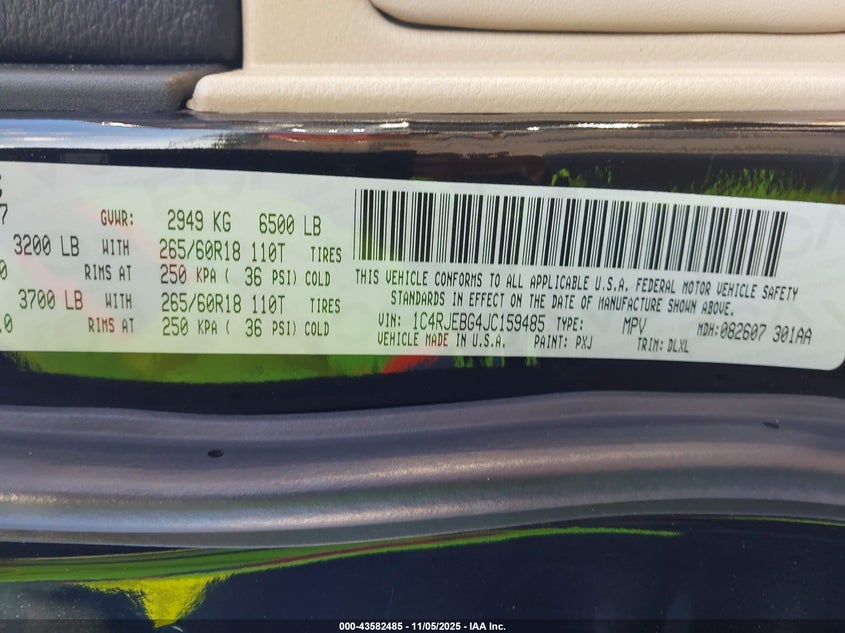 C
7 GVWR: 2949 KG 6500 LB
3200 LB WITH 265/60R18 110T TIRES
0 RIMS AT 250 KPA ( 36 PSI) COLD
3700 LB WITH 265/60R18 110T TIRES
.0 RIMS AT 250 KPA ( 36 PSI) COLD
THIS VEHICLE CONFORMS TO ALL APPLICABLE U.S.A. FEDERAL MOTOR VEHICLE SAFETY
STANDARDS IN EFFECT ON THE DATE OF MANUFACTURE SHOWN ABOVE.
VIN: 1C4RJEBG4JC159485 TYPE: MPV MDH:082607 301AA
VEHICLE MADE IN U.S.A. PAINT: PXJ TRIM: DLXL
000-43582485 - 11/05/2025 - IAA Inc.